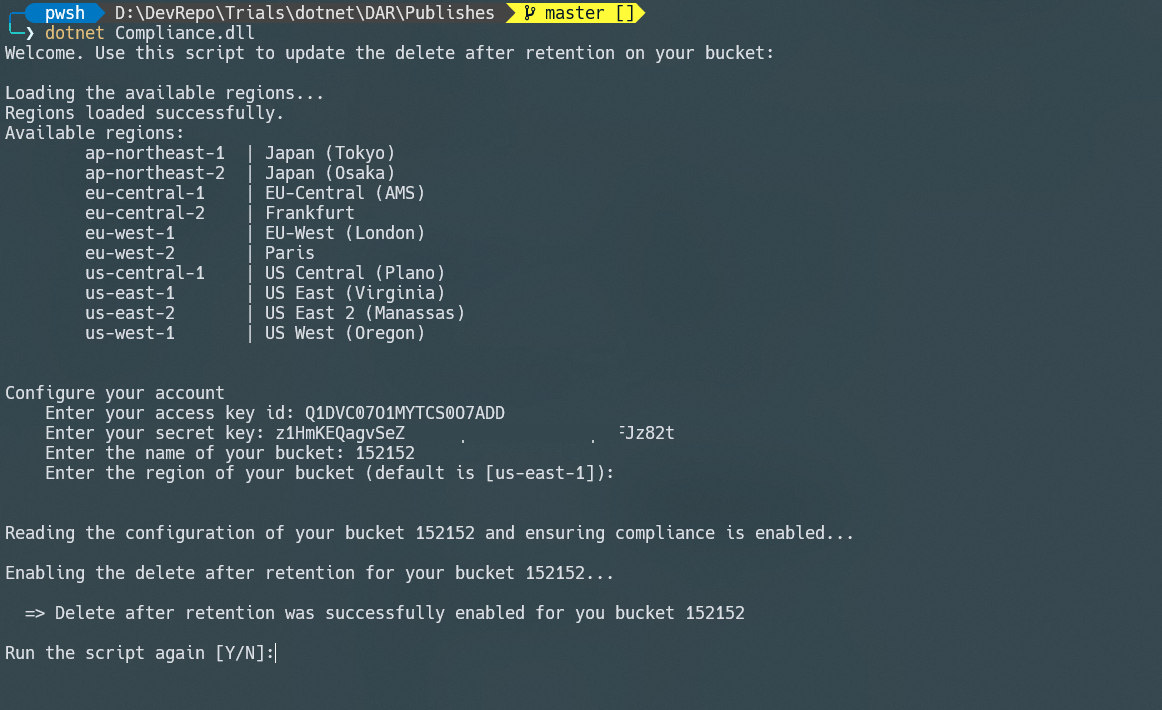 pwsh D:\DevRepo\Trials\dotnet\DAR\Publishes master []
❯ dotnet Compliance.dll
Welcome. Use this script to update the delete after retention on your bucket:
Loading the available regions...
Regions loaded successfully.
Available regions:
ap-northeast-1 | Japan (Tokyo)
ap-northeast-2 | Japan (Osaka)
eu-central-1 | EU-Central (AMS)
eu-central-2 | Frankfurt
eu-west-1 | EU-West (London)
eu-west-2 | Paris
us-central-1 | US Central (Plano)
us-east-1 | US East (Virginia)
us-east-2 | US East 2 (Manassas)
us-west-1 | US West (Oregon)
Configure your account
Enter your access key id: Q1DVC07O1MYTCS0O7ADD
Enter your secret key: z1HmKEQagvSeZ FJz82t
Enter the name of your bucket: 152152
Enter the region of your bucket (default is [us-east-1]):
Reading the configuration of your bucket 152152 and ensuring compliance is enabled...
Enabling the delete after retention for your bucket 152152...
=> Delete after retention was successfully enabled for you bucket 152152
Run the script again [Y/N]: